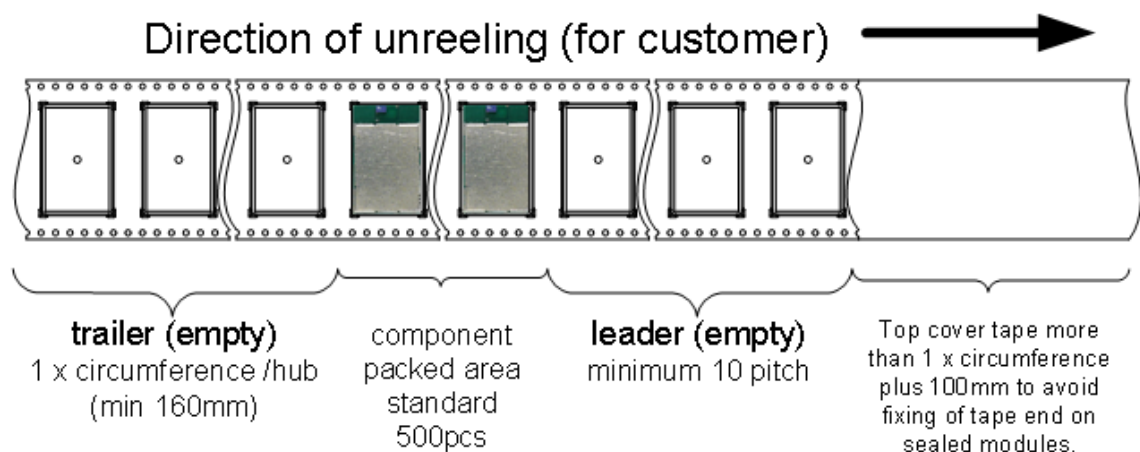 Direction of unreeling (for customer)
trailer (empty)
1 x circumference /hub
(min 160mm)
component
packed area
standard
500pcs
leader (empty)
minimum 10 pitch
Top cover tape more
than 1 x circumference
plus 100mm to avoid
fixing of tape end on
sealed modules.